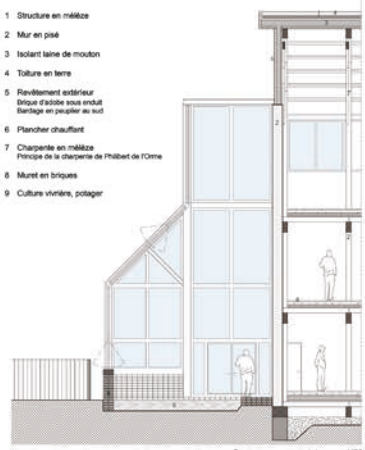 1 Structure en mélèze
2 Mur en pisé
3 Isolant laine de mouton
4 Toiture en terre
5 Revêtement extérieur
Brique d'adobe sous enduit
Bardage en peuplier au sud
6 Plancher chauffant
7 Charpente en mélèze
Principe de la charpente de Philibert de l'Orme
8 Muret en briques
9 Culture vivrière, potager